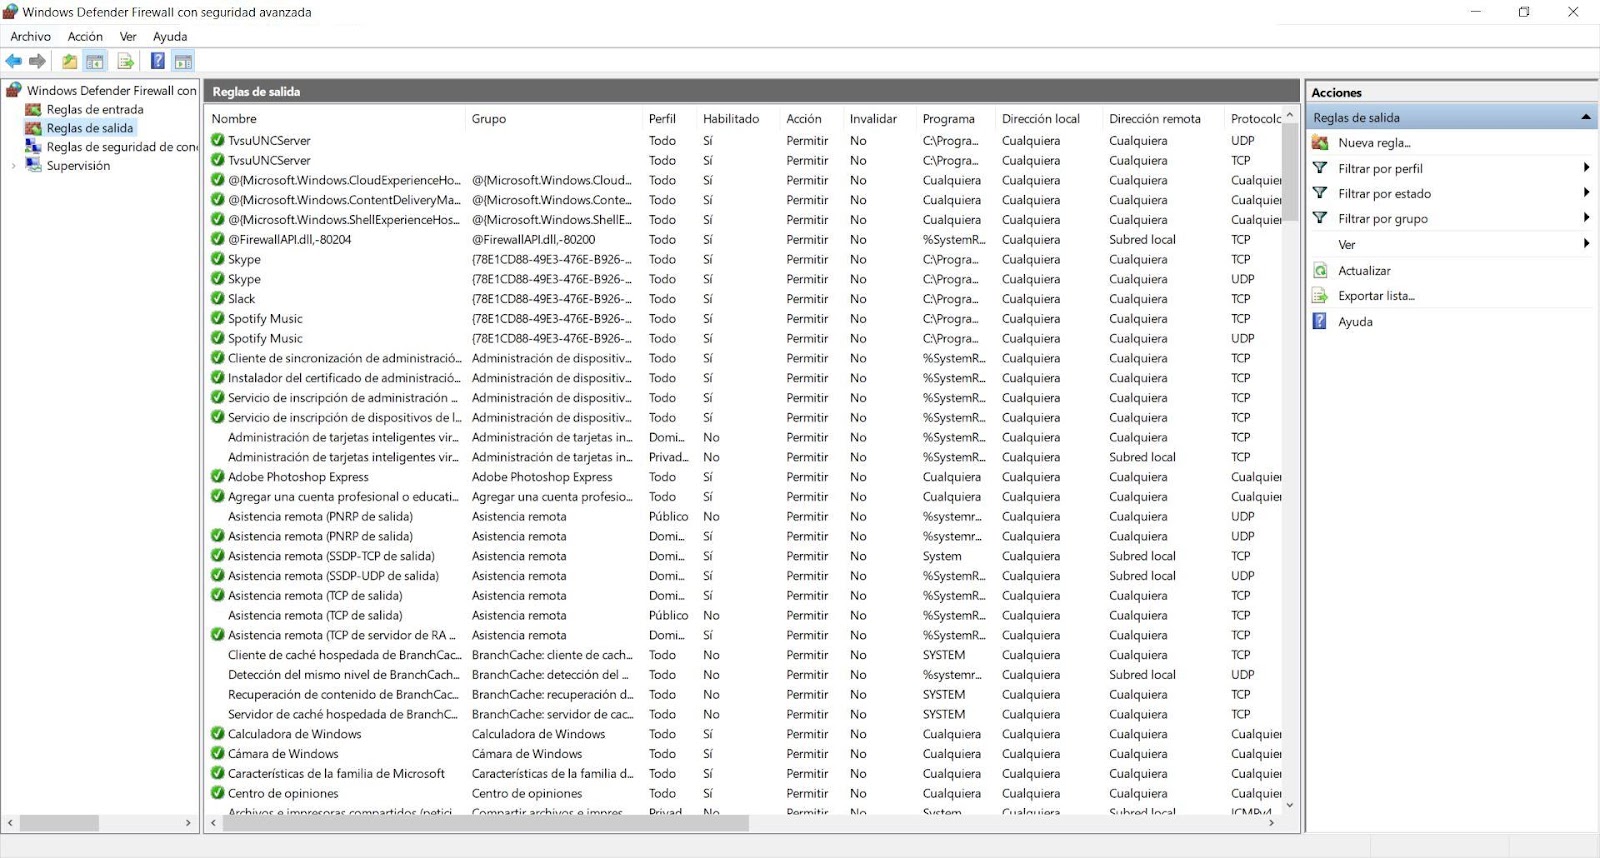 Windows Defender Firewall con seguridad avanzada
Archivo Acción Ver Ayuda
Windows Defender Firewall con
Reglas de entrada
Reglas de salida
Reglas de seguridad de con
Supervisión
Reglas de salida
Nombre Grupo Perfil Habilitado Acción Invalidar Programa Dirección local Dirección remota Protocolo
TvsuUNCServer Todo Sí Permitir No C:\Progra... Cualquiera Cualquiera UDP
TvsuUNCServer Todo Sí Permitir No C:\Progra... Cualquiera Cualquiera TCP
@{Microsoft.Windows.CloudExperienceHo... @{Microsoft.Windows.Cloud... Todo Sí Permitir No Cualquiera Cualquiera Cualquiera Cualquier
@{Microsoft.Windows.ContentDeliveryMa... @{Microsoft.Windows.Conte... Todo Sí Permitir No Cualquiera Cualquiera Cualquiera Cualquier
@{Microsoft.Windows.ShellExperienceHos... @{Microsoft.Windows.ShellE... Todo Sí Permitir No Cualquiera Cualquiera Cualquiera Cualquier
@FirewallAPI.dll,-80204 @FirewallAPI.dll,-80200 Todo Sí Permitir No %SystemR... Cualquiera Subred local TCP
Skype {78E1CD88-49E3-476E-B926-... Todo Sí Permitir No C:\Progra... Cualquiera Cualquiera TCP
Skype {78E1CD88-49E3-476E-B926-... Todo Sí Permitir No C:\Progra... Cualquiera Cualquiera UDP
Slack {78E1CD88-49E3-476E-B926-... Todo Sí Permitir No C:\Progra... Cualquiera Cualquiera TCP
Spotify Music {78E1CD88-49E3-476E-B926-... Todo Sí Permitir No C:\Progra... Cualquiera Cualquiera TCP
Spotify Music {78E1CD88-49E3-476E-B926-... Todo Sí Permitir No C:\Progra... Cualquiera Cualquiera UDP
Cliente de sincronización de administració... Administración de dispositiv... Todo Sí Permitir No %SystemR... Cualquiera Cualquiera TCP
Instalador del certificado de administració... Administración de dispositiv... Todo Sí Permitir No %SystemR... Cualquiera Cualquiera TCP
Servicio de inscripción de administración ... Administración de dispositiv... Todo Sí Permitir No %SystemR... Cualquiera Cualquiera TCP
Servicio de inscripción de dispositivos de l... Administración de dispositiv... Todo Sí Permitir No %SystemR... Cualquiera Cualquiera TCP
Administración de tarjetas inteligentes vir... Administración de tarjetas in... Domi... No Permitir No %SystemR... Cualquiera Cualquiera TCP
Administración de tarjetas inteligentes vir... Administración de tarjetas in... Privad... No Permitir No %SystemR... Cualquiera Subred local TCP
Adobe Photoshop Express Adobe Photoshop Express Todo Sí Permitir No Cualquiera Cualquiera Cualquiera Cualquier
Agregar una cuenta profesional o educati... Agregar una cuenta profesio... Todo Sí Permitir No Cualquiera Cualquiera Cualquiera Cualquier
Asistencia remota (PNRP de salida) Asistencia remota Público No Permitir No %systemr... Cualquiera Cualquiera UDP
Asistencia remota (PNRP de salida) Asistencia remota Domi... Sí Permitir No %systemr... Cualquiera Cualquiera UDP
Asistencia remota (SSDP-TCP de salida) Asistencia remota Domi... Sí Permitir No System Cualquiera Subred local TCP
Asistencia remota (SSDP-UDP de salida) Asistencia remota Domi... Sí Permitir No %SystemR... Cualquiera Subred local UDP
Asistencia remota (TCP de salida) Asistencia remota Domi... Sí Permitir No %SystemR... Cualquiera Cualquiera TCP
Asistencia remota (TCP de salida) Asistencia remota Público No Permitir No %SystemR... Cualquiera Cualquiera TCP
Asistencia remota (TCP de servidor de RA ... Asistencia remota Domi... Sí Permitir No %SystemR... Cualquiera Cualquiera TCP
Cliente de caché hospedada de BranchCac... BranchCache: cliente de cach... Todo No Permitir No SYSTEM Cualquiera Cualquiera TCP
Detección del mismo nivel de BranchCach... BranchCache: detección del ... Todo No Permitir No %systemr... Cualquiera Subred local UDP
Recuperación de contenido de BranchCac... BranchCache: recuperación d... Todo No Permitir No SYSTEM Cualquiera Cualquiera TCP
Servidor de caché hospedada de BranchC... BranchCache: servidor de cac... Todo No Permitir No SYSTEM Cualquiera Cualquiera TCP
Calculadora de Windows Calculadora de Windows Todo Sí Permitir No Cualquiera Cualquiera Cualquiera Cualquier
Cámara de Windows Cámara de Windows Todo Sí Permitir No Cualquiera Cualquiera Cualquiera Cualquier
Características de la familia de Microsoft Características de la familia d... Todo Sí Permitir No Cualquiera Cualquiera Cualquiera Cualquier
Centro de opiniones Centro de opiniones Todo Sí Permitir No Cualquiera Cualquiera Cualquiera Cualquier
Archivos e impresoras compartidos (petici... Compartir archivos e impres... Privad... No Permitir No System Cualquiera Subred local ICMPv4
Acciones
Reglas de salida
Nueva regla...
Filtrar por perfil
Filtrar por estado
Filtrar por grupo
Ver
Actualizar
Exportar lista...
Ayuda